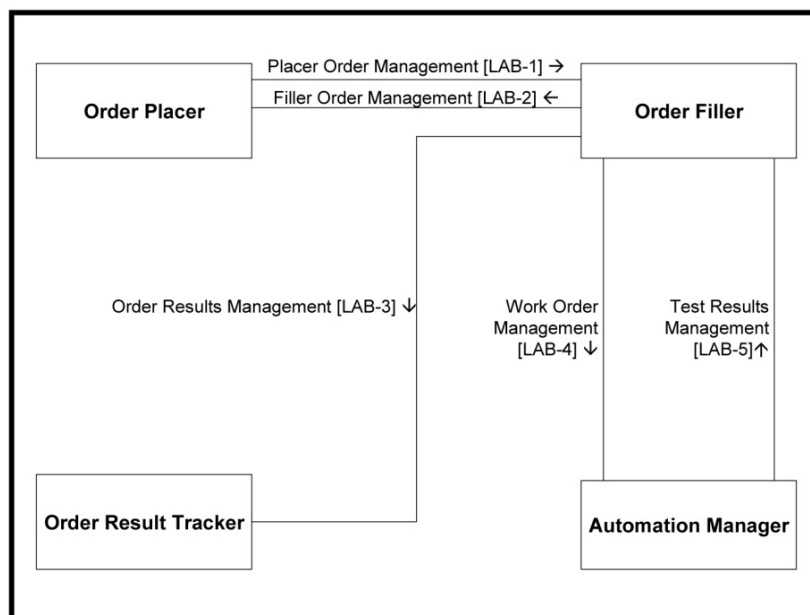 Placer Order Management [LAB-1] →
Order Placer
Filler Order Management [LAB-2] ←
Order Filler
Order Results Management [LAB-3] ↓
Work Order
Management
[LAB-4] ↓
Test Results
Management
[LAB-5]↑
Order Result Tracker
Automation Manager